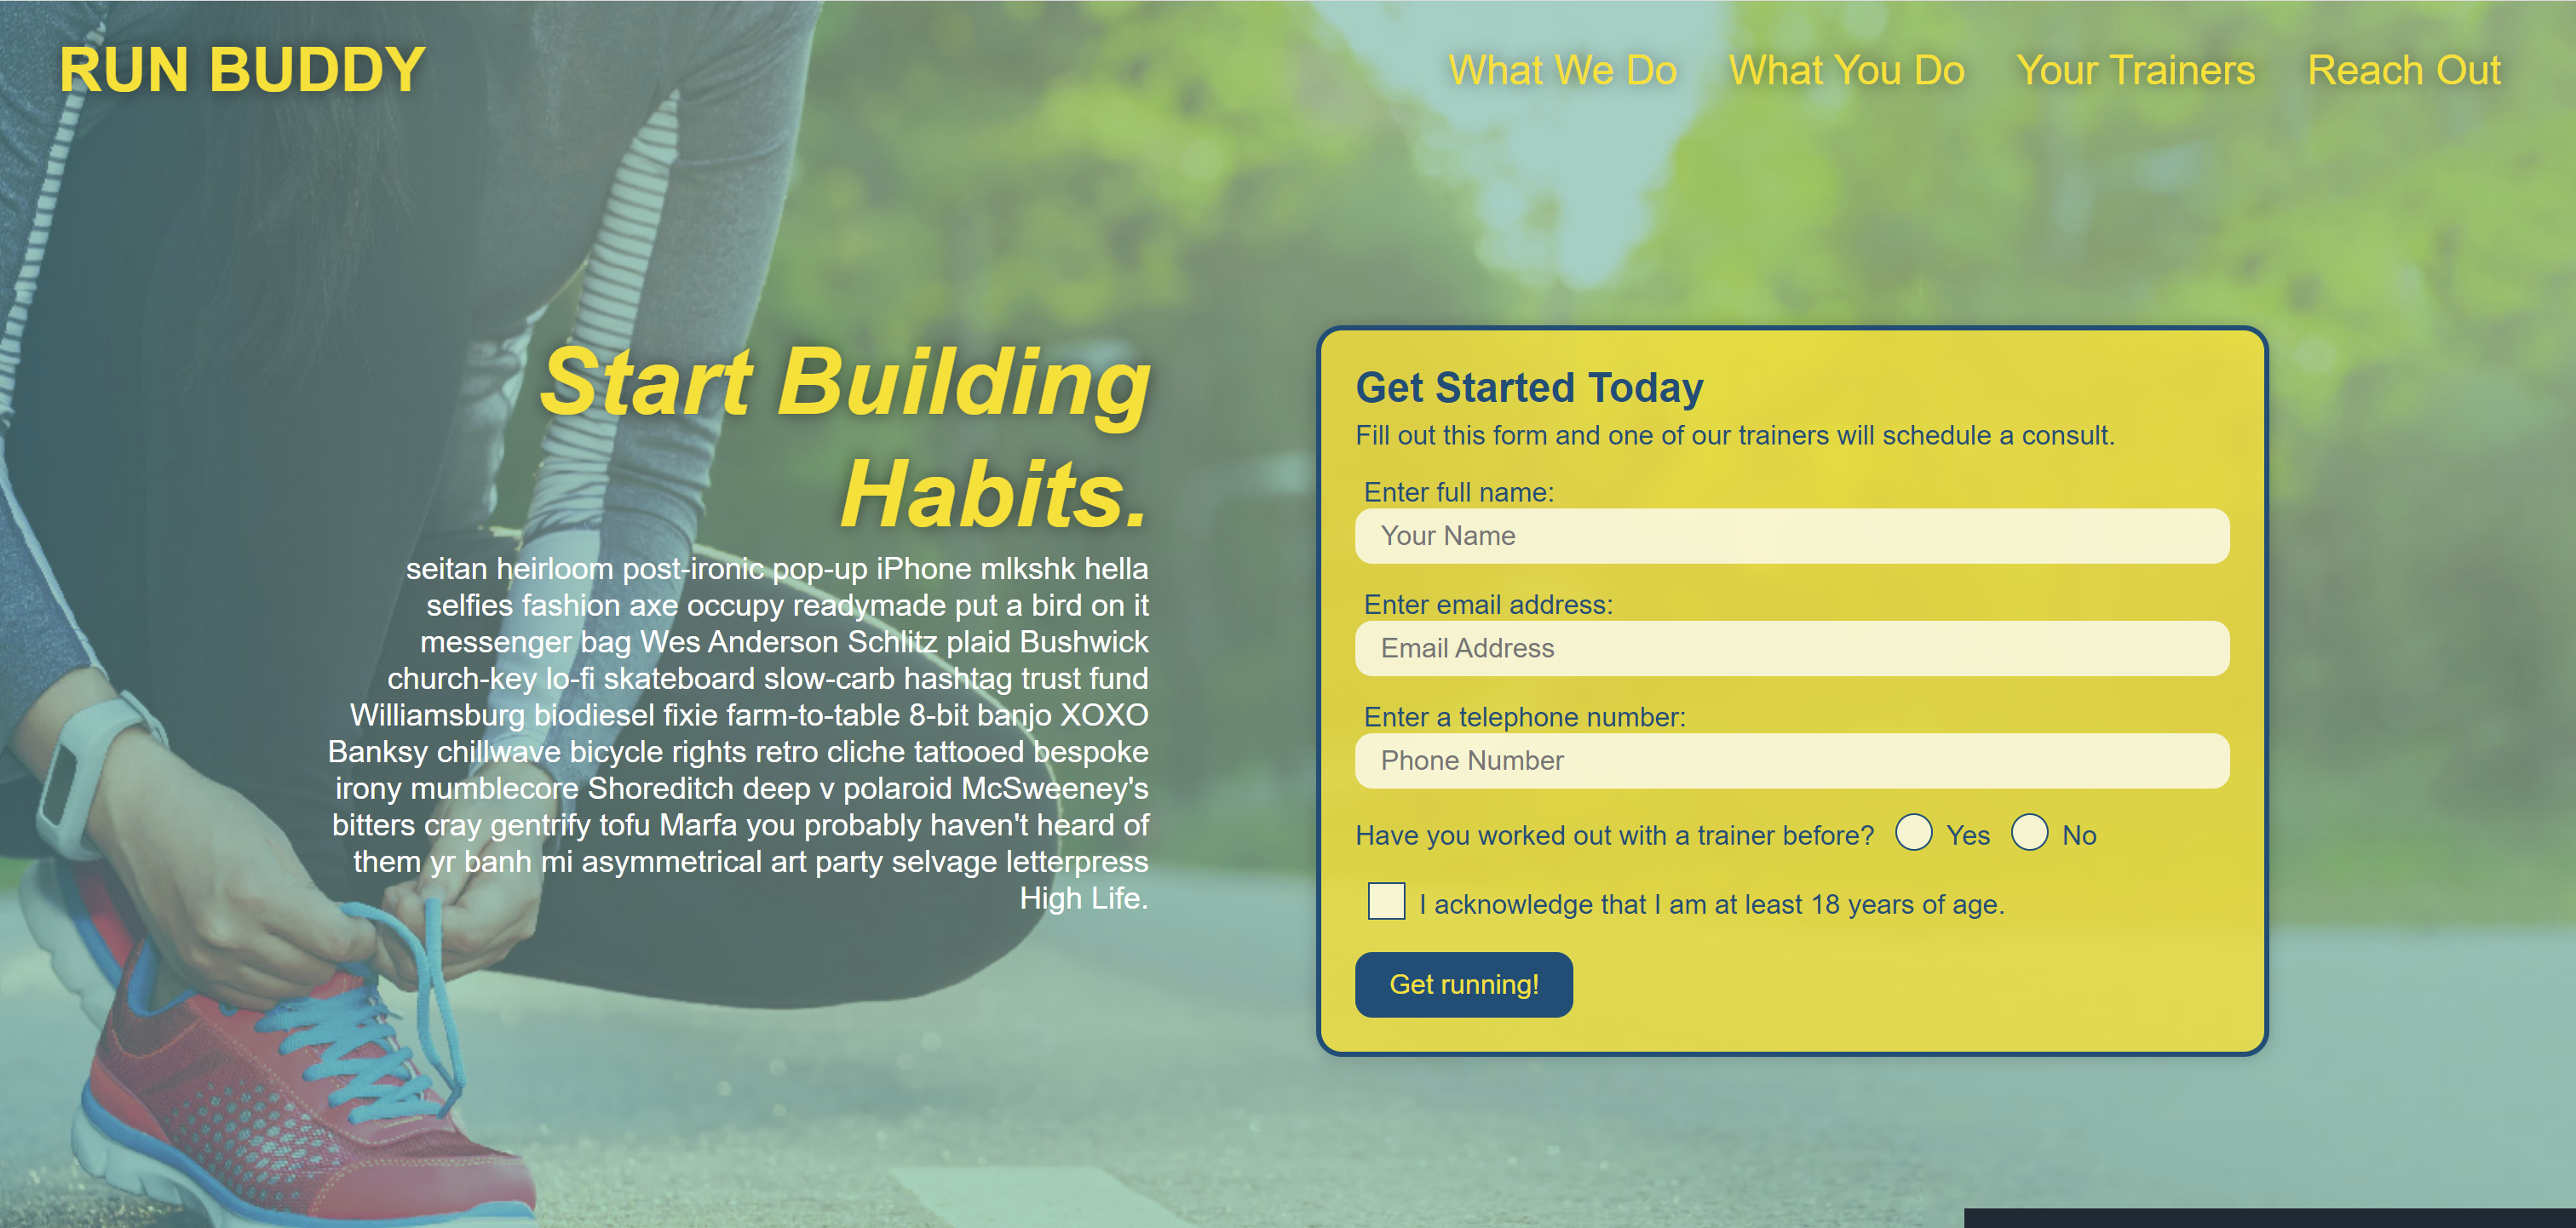 RUN BUDDY
What We Do What You Do Your Trainers Reach Out
Start Building
Habits.
seitan heirloom post-ironic pop-up iPhone mlkshk hella
selfies fashion axe occupy readymade put a bird on it
messenger bag Wes Anderson Schlitz plaid Bushwick
church-key lo-fi skateboard slow-carb hashtag trust fund
Williamsburg biodiesel fixie farm-to-table 8-bit banjo XOXO
Banksy chillwave bicycle rights retro cliche tattooed bespoke
irony mumblecore Shoreditch deep v polaroid McSweeney's
bitters cray gentrify tofu Marfa you probably haven't heard of
them yr banh mi asymmetrical art party selvage letterpress
High Life.
Get Started Today
Fill out this form and one of our trainers will schedule a consult.
Enter full name:
Your Name
Enter email address:
Email Address
Enter a telephone number:
Phone Number
Have you worked out with a trainer before? Yes No
I acknowledge that I am at least 18 years of age.
Get running!